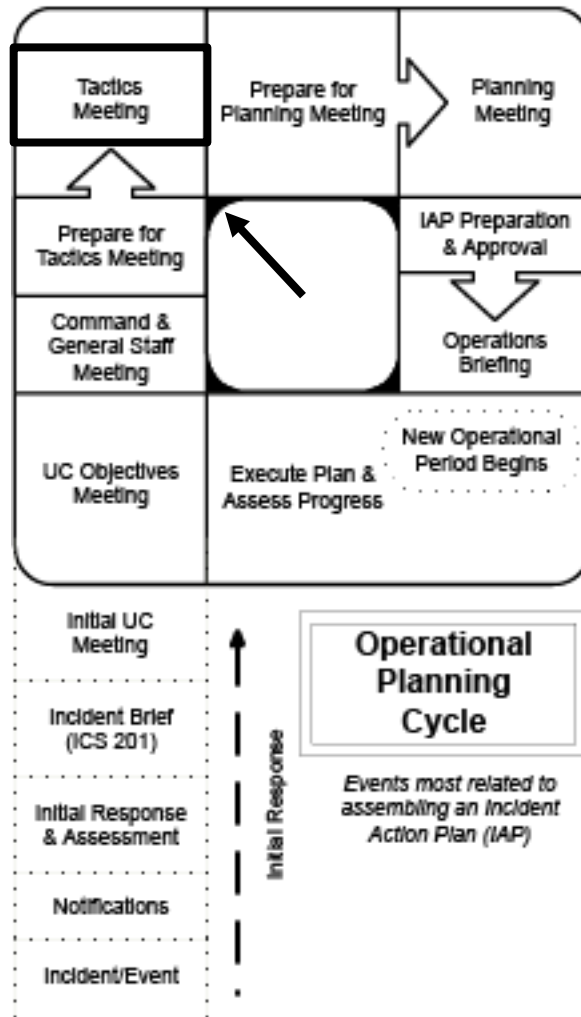 Tactics
Meeting
Prepare for
Planning Meeting
Planning
Meeting
Prepare for
Tactics Meeting
IAP Preparation
& Approval
Command &
General Staff
Meeting
Operations
Briefing
UC Objectives
Meeting
Execute Plan &
Assess Progress
New Operational
Period Begins
Initial UC
Meeting
Incident Brief
(ICS 201)
Initial Response
& Assessment
Notifications
Incident/Event
Initial Response
Operational
Planning
Cycle
Events most related to
assembling an Incident
Action Plan (IAP)